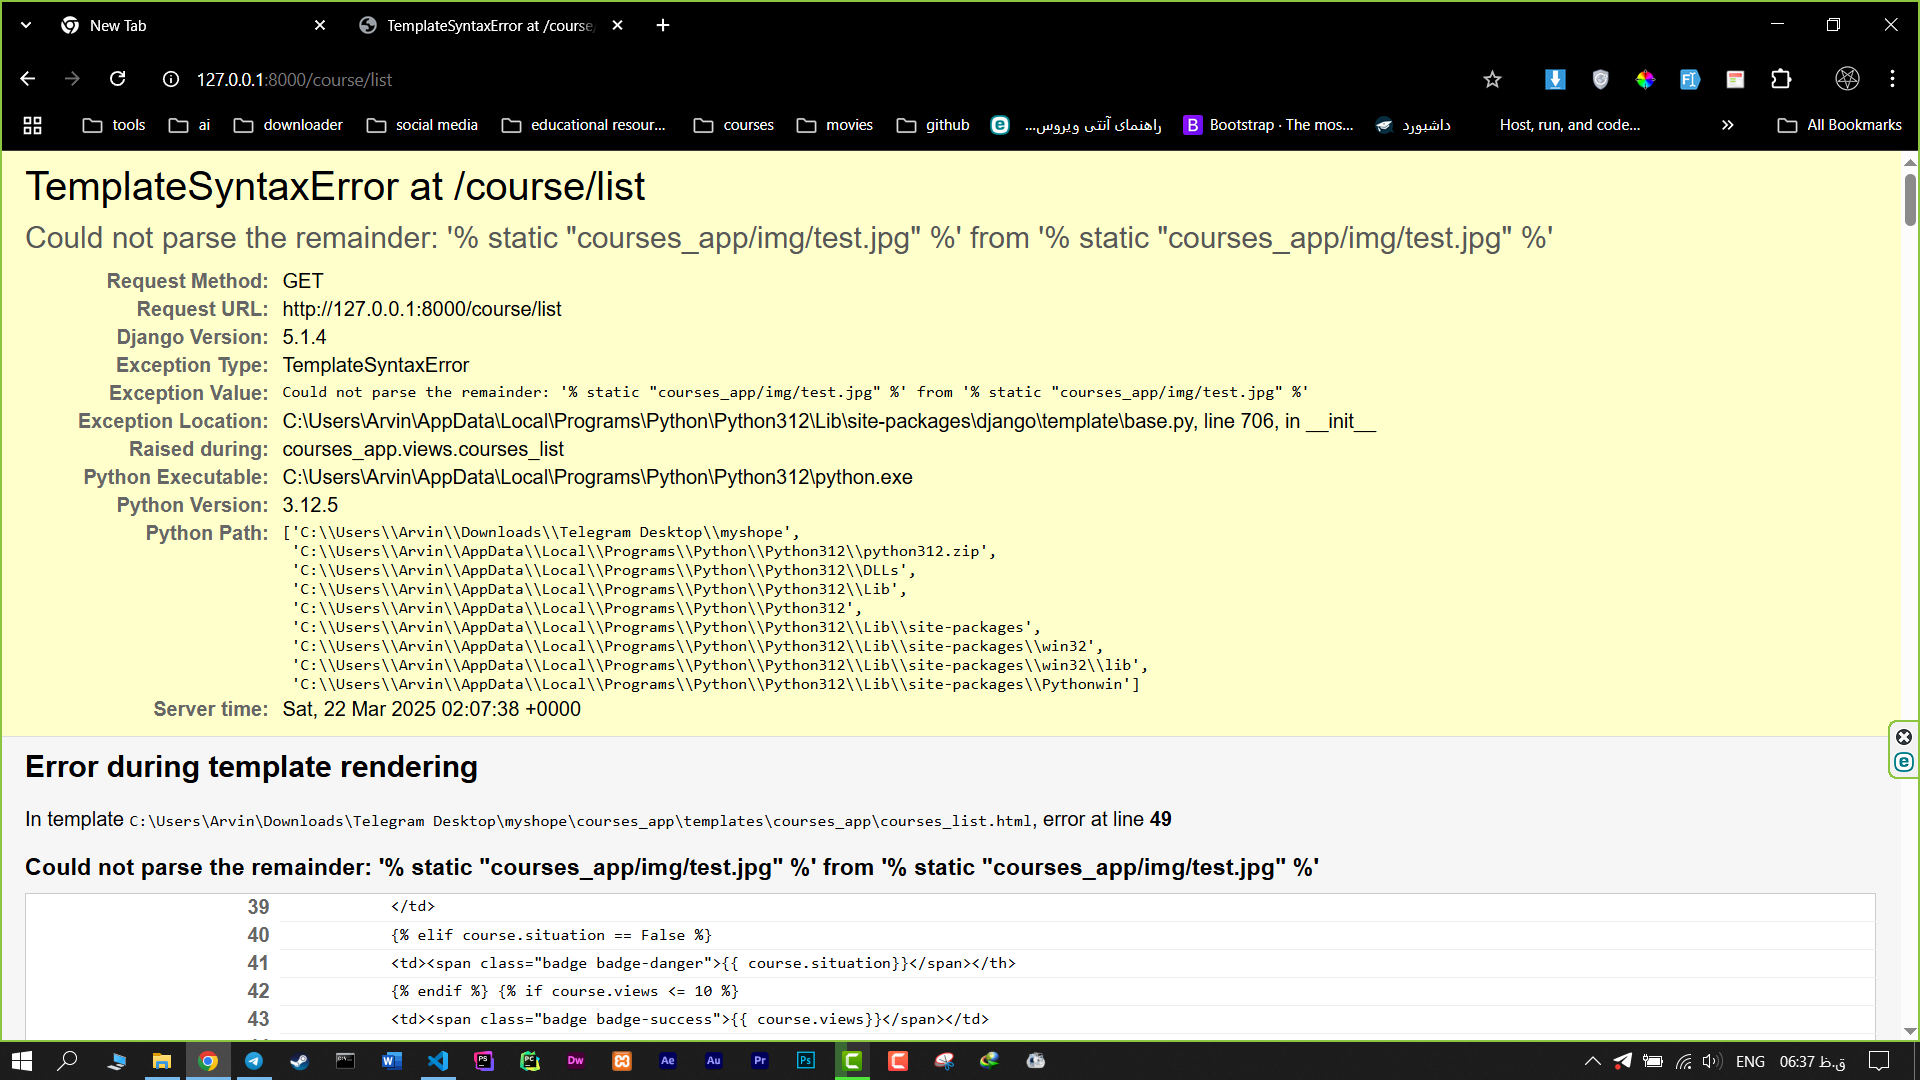 New Tab
TemplateSyntaxError at /course/
127.0.0.1:8000/course/list
tools
ai
downloader
social media
educational resour...
courses
movies
github
راهنمای آنتی ویروس...
Bootstrap · The mos...
داشبورد
Host, run, and code...
All Bookmarks
TemplateSyntaxError at /course/list
Could not parse the remainder: '% static "courses_app/img/test.jpg" %' from '% static "courses_app/img/test.jpg" %'
Request Method: GET
Request URL: http://127.0.0.1:8000/course/list
Django Version: 5.1.4
Exception Type: TemplateSyntaxError
Exception Value: Could not parse the remainder: '% static "courses_app/img/test.jpg" %' from '% static "courses_app/img/test.jpg" %'
Exception Location: C:\Users\Arvin\AppData\Local\Programs\Python\Python312\Lib\site-packages\django\template\base.py, line 706, in __init__
Raised during: courses_app.views.courses_list
Python Executable: C:\Users\Arvin\AppData\Local\Programs\Python\Python312\python.exe
Python Version: 3.12.5
Python Path: ['C:\\Users\\Arvin\\Downloads\\Telegram Desktop\\myshope',
'C:\\Users\\Arvin\\AppData\\Local\\Programs\\Python\\Python312\\python312.zip',
'C:\\Users\\Arvin\\AppData\\Local\\Programs\\Python\\Python312\\DLLs',
'C:\\Users\\Arvin\\AppData\\Local\\Programs\\Python\\Python312\\Lib',
'C:\\Users\\Arvin\\AppData\\Local\\Programs\\Python\\Python312',
'C:\\Users\\Arvin\\AppData\\Local\\Programs\\Python\\Python312\\Lib\\site-packages',
'C:\\Users\\Arvin\\AppData\\Local\\Programs\\Python\\Python312\\Lib\\site-packages\\win32',
'C:\\Users\\Arvin\\AppData\\Local\\Programs\\Python\\Python312\\Lib\\site-packages\\win32\\lib',
'C:\\Users\\Arvin\\AppData\\Local\\Programs\\Python\\Python312\\Lib\\site-packages\\Pythonwin']
Server time: Sat, 22 Mar 2025 02:07:38 +0000
Error during template rendering
In template C:\Users\Arvin\Downloads\Telegram Desktop\myshope\courses_app\templates\courses_app\courses_list.html, error at line 49
Could not parse the remainder: '% static "courses_app/img/test.jpg" %' from '% static "courses_app/img/test.jpg" %'
39 </td>
40 {% elif course.situation == False %}
41 <td><span class="badge badge-danger">{{ course.situation}}</span></th>
42 {% endif %} {% if course.views <= 10 %}
43 <td><span class="badge badge-success">{{ course.views}}</span></td>
ENG
06:37 ق.ظ